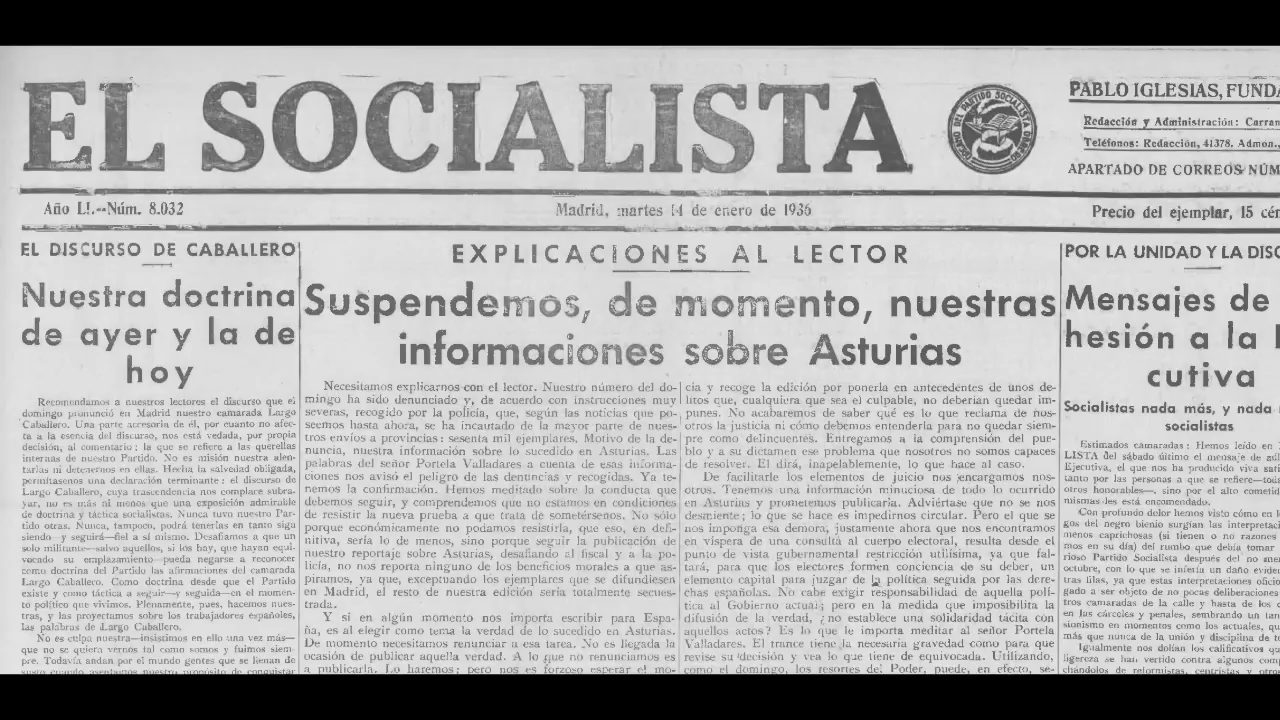 EL SOCIALISTA
PABLO IGLESIAS, FUNDA
Redacción y Administración: Carran
Teléfonos: Redacción, 41378. Admon.,
APARTADO DE CORREOS NÚM
Año LI.--Núm. 8.032
Madrid, martes 14 de enero de 1936
Precio del ejemplar, 15 cén
EL DISCURSO DE CABALLERO
Nuestra doctrina
de ayer y la de
hoy
Recomendamos a nuestros lectores el discurso que el
domingo pronunció en Madrid nuestro camarada Largo
Caballero. Una parte accesoria de él, por cuanto no afec-
ta a la esencia del discurso, nos está vedada, por propia
decisión, al comentario: la que se refiere a las querellas
internas de nuestro Partido. No es misión nuestra alen-
tarlas ni detenernos en ellas. Hecha la salvedad obligada,
permítasenos una declaración terminante: el discurso de
Largo Caballero, cuya trascendencia nos complare subra-
yar, no es más ni menos que una exposición admirable
de doctrina y táctica socialistas. Nunca tuvo nuestro Par-
tido otras. Nunca, tampoco, podrá tenerlas en tanto siga
siendo—y seguirá—fiel a sí mismo. Desafiamos a que un
solo militante—salvo aquellos, si los hay, que hayan equi-
vocado su emplazamiento—pueda negarse a reconocer
como doctrina del Partido las afirmaciones del camarada
Largo Caballero. Como doctrina desde que el Partido
existe y como táctica a seguir—y seguida—en el momen-
to político que vivimos. Plenamente, pues, hacemos nues-
tras, y las proyectamos sobre los trabajadores españoles,
las palabras de Largo Caballero.
No es culpa nuestra—insistimos en ello una vez más—
que no se quiera vernos tal como somos y fuimos siem-
pre. Todavía andan por el mundo gentes que se llenan de
susto cuando aventamos nuestro propósito de conquistar
EXPLICACIONES AL LECTOR
Suspendemos, de momento, nuestras
informaciones sobre Asturias
Necesitamos explicarnos con el lector. Nuestro número del do-
mingo ha sido denunciado y, de acuerdo con instrucciones muy
severas, recogido por la policía, que, según las noticias que po-
seemos hasta ahora, se ha incautado de la mayor parte de nues-
tros envíos a provincias: sesenta mil ejemplares. Motivo de la de-
nuncia, nuestra información sobre lo sucedido en Asturias. Las
palabras del señor Portela Valladares a cuenta de esas informa-
ciones nos avisó el peligro de las denuncias y recogidas. Ya te-
nemos la confirmación. Hemos meditado sobre la conducta que
debemos seguir, y comprendemos que no estamos en condiciones
de resistir la nueva prueba a que trata de sometérsenos. No sólo
porque económicamente no podamos resistirla, que eso, en defi-
nitiva, sería lo de menos, sino porque seguir la publicación de
nuestro reportaje sobre Asturias, desafiando al fiscal y a la po-
licía, no nos reporta ninguno de los beneficios morales a que as-
piramos, ya que, exceptuando los ejemplares que se difundiesen
en Madrid, el resto de nuestra edición sería totalmente secues-
trada.
Y si en algún momento nos importa escribir para Espa-
ña, es al elegir como tema la verdad de lo sucedido en Asturias.
De momento necesitamos renunciar a esa tarea. No es llegada la
ocasión de publicar aquella verdad. A lo que no renunciamos es
a publicarla. Lo haremos; pero nos es forzoso esperar el mo-
cia y recoge la edición por ponerla en antecedentes de unos de-
litos que, cualquiera que sea el culpable, no deberían quedar im-
punes. No acabaremos de saber qué es lo que reclama de nos-
otros la justicia ni cómo debemos entenderla para no quedar siem-
pre como delincuentes. Entregamos a la comprensión del pue-
blo y a su dictamen ese problema que nosotros no somos capaces
de resolver. El dirá, inapelablemente, lo que hace al caso.
De facilitarle los elementos de juicio nos encargamos nos-
otros. Tenemos una información minuciosa de todo lo ocurrido
en Asturias y prometemos publicarla. Adviértase que no se nos
desmiente; lo que se hace es impedirnos circular. Pero el que se
nos imponga esa demora, justamente ahora que nos encontramos
en víspera de una consulta al cuerpo electoral, resulta desde el
punto de vista gubernamental restricción utilísima, ya que fal-
tará, para que los electores formen conciencia de su deber, un
elemento capital para juzgar de la política seguida por las dere-
chas españolas. No cabe exigir responsabilidad de aquella polí-
tica al Gobierno actual; pero en la medida que imposibilita la
difusión de la verdad, ¿no establece una solidaridad tácita con
aquellos actos? Es lo que le importa meditar al señor Portela
Valladares. El trance tiene la necesaria gravedad como para que
revise su decisión y vea lo que tiene de equivocada. Utilizando,
como el domingo, los resortes del Poder, puede, en efecto, se-
POR LA UNIDAD Y LA DISC
Mensajes de
hesión a la
cutiva
Socialistas nada más, y nada
socialistas
Estimados camaradas: Hemos leído en
LISTA del sábado último el mensaje de
Ejecutiva, el que nos ha producido viva sati
tanto por las personas a que se refiere—toda
otros honorables—, sino por el alto cometid
mismas les está encomendado.
Con profundo dolor hemos visto cómo en l
gos del negro bienio surgían las interpretaci
menos caprichosas (si tienen o no razones
mos en su día) del rumbo que debía tomar
rioso Partido Socialista después del no men
octubre, con lo que se infería un daño eviden
tras filas, ya que estas interpretaciones oficio
gado a ser objeto de no pocas deliberaciones
tros camaradas de la calle y hasta de los
en las cárceles y penales, sembrando un
sionismo en momentos como los actuales, qu
más que nunca de la unión y disciplina de t
Igualmente nos dolían los calificativos qu
ligereza se han vertido contra algunos comp
chándolos de reformistas, centristas y otros